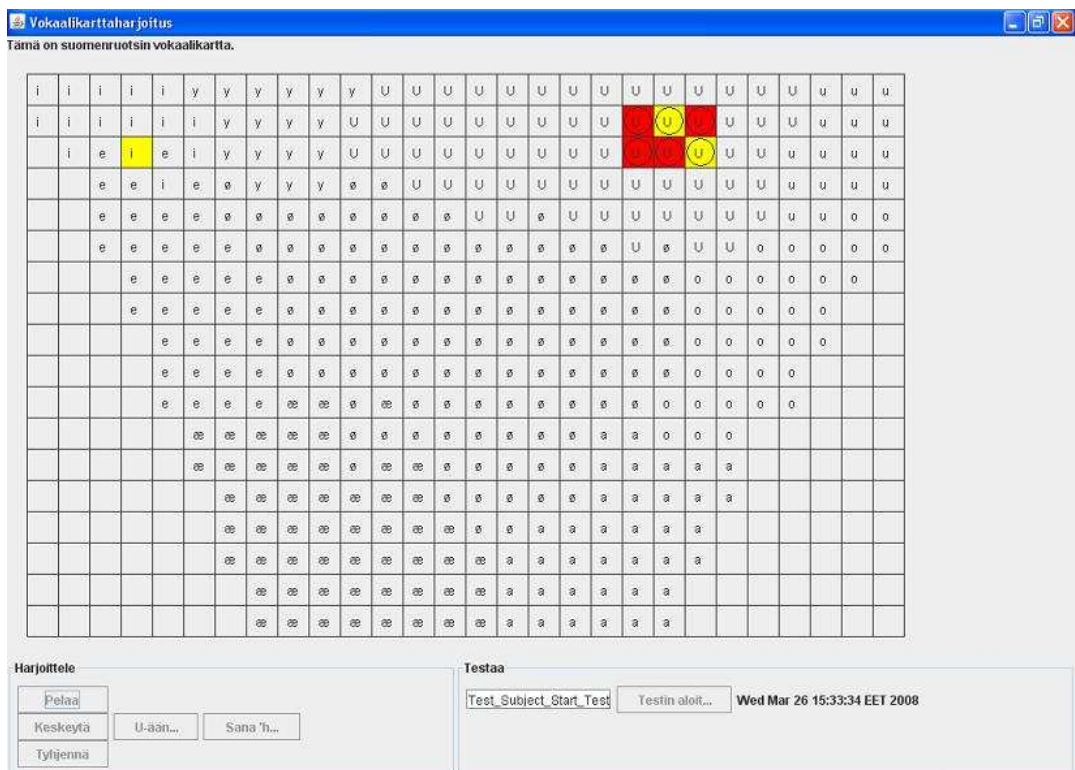 Vokaalikarttaharjoitus
Tämä on suomenruotsin vokaalikartta.
i i i i i y y y y y y U U U U U U U U U U U U U U u u u
i i i i i i y y y y U U U U U U U U U U U U U U U u u u
i e i e i y y y y U U U U U U U U U U U U U U u u u u
e e i e ø y y y ø ø U U U U U U U U U U U U u u u u
e e e e ø ø ø ø ø ø ø ø U U ø U U U U U U U u u o o
e e e e e ø ø ø ø ø ø ø ø ø ø ø ø U ø U U o o o o o
e e e e e ø ø ø ø ø ø ø ø ø ø ø ø ø o o o o o o
e e e e e ø ø ø ø ø ø ø ø ø ø ø ø ø o o o o o
e e e e ø ø ø ø ø ø ø ø ø ø ø ø ø o o o o o
e e e e ø ø ø ø ø ø ø ø ø ø ø ø ø o o o o
e e e e æ æ ø æ ø ø ø ø ø ø ø ø o o o o o
æ æ æ æ æ ø ø ø ø ø ø ø ø a a o o o
æ æ æ æ æ ø æ æ ø ø ø ø ø a a a a a
æ æ æ æ æ æ æ ø ø ø ø ø a a a a a
æ æ æ æ æ æ æ æ ø ø a a a a a a
æ æ æ æ æ æ æ æ æ a a a a a a a
æ æ æ æ æ æ æ æ a a a a a a
æ æ æ æ æ æ æ æ a a a a a a
Harjoittele
Pelaa
Keskeytä U-ään... Sana 'h...
Tyhjennä
Testaa
Test_Subject_Start_Test Testin aloit... Wed Mar 26 15:33:34 EET 2008